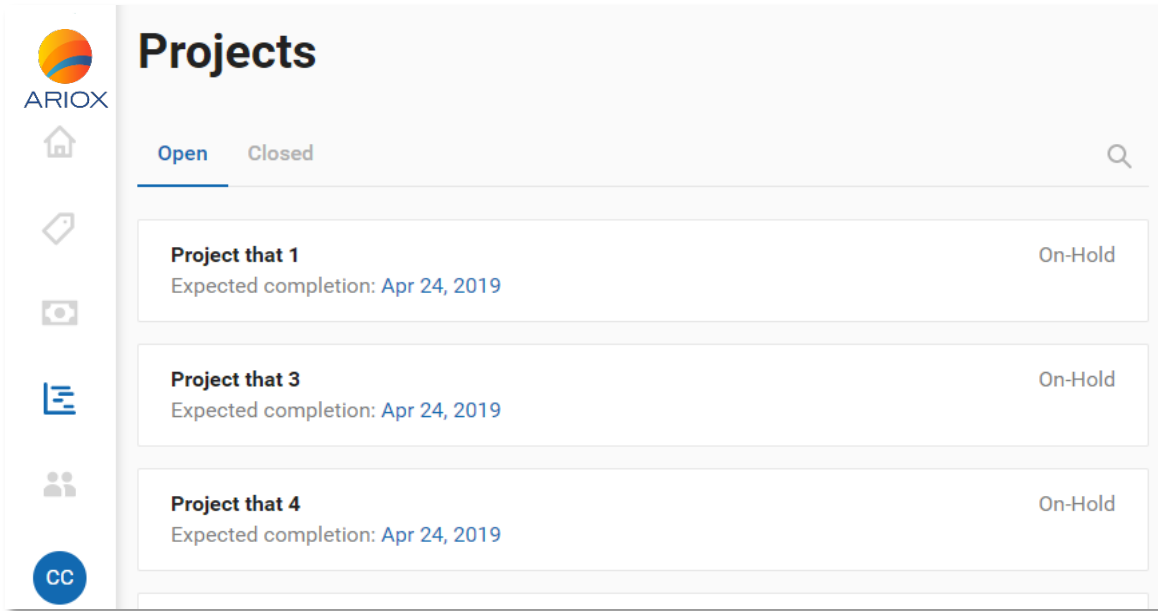 ARIOX
Projects
Open Closed
Project that 1 On-Hold
Expected completion: Apr 24, 2019
Project that 3 On-Hold
Expected completion: Apr 24, 2019
Project that 4 On-Hold
Expected completion: Apr 24, 2019
CC